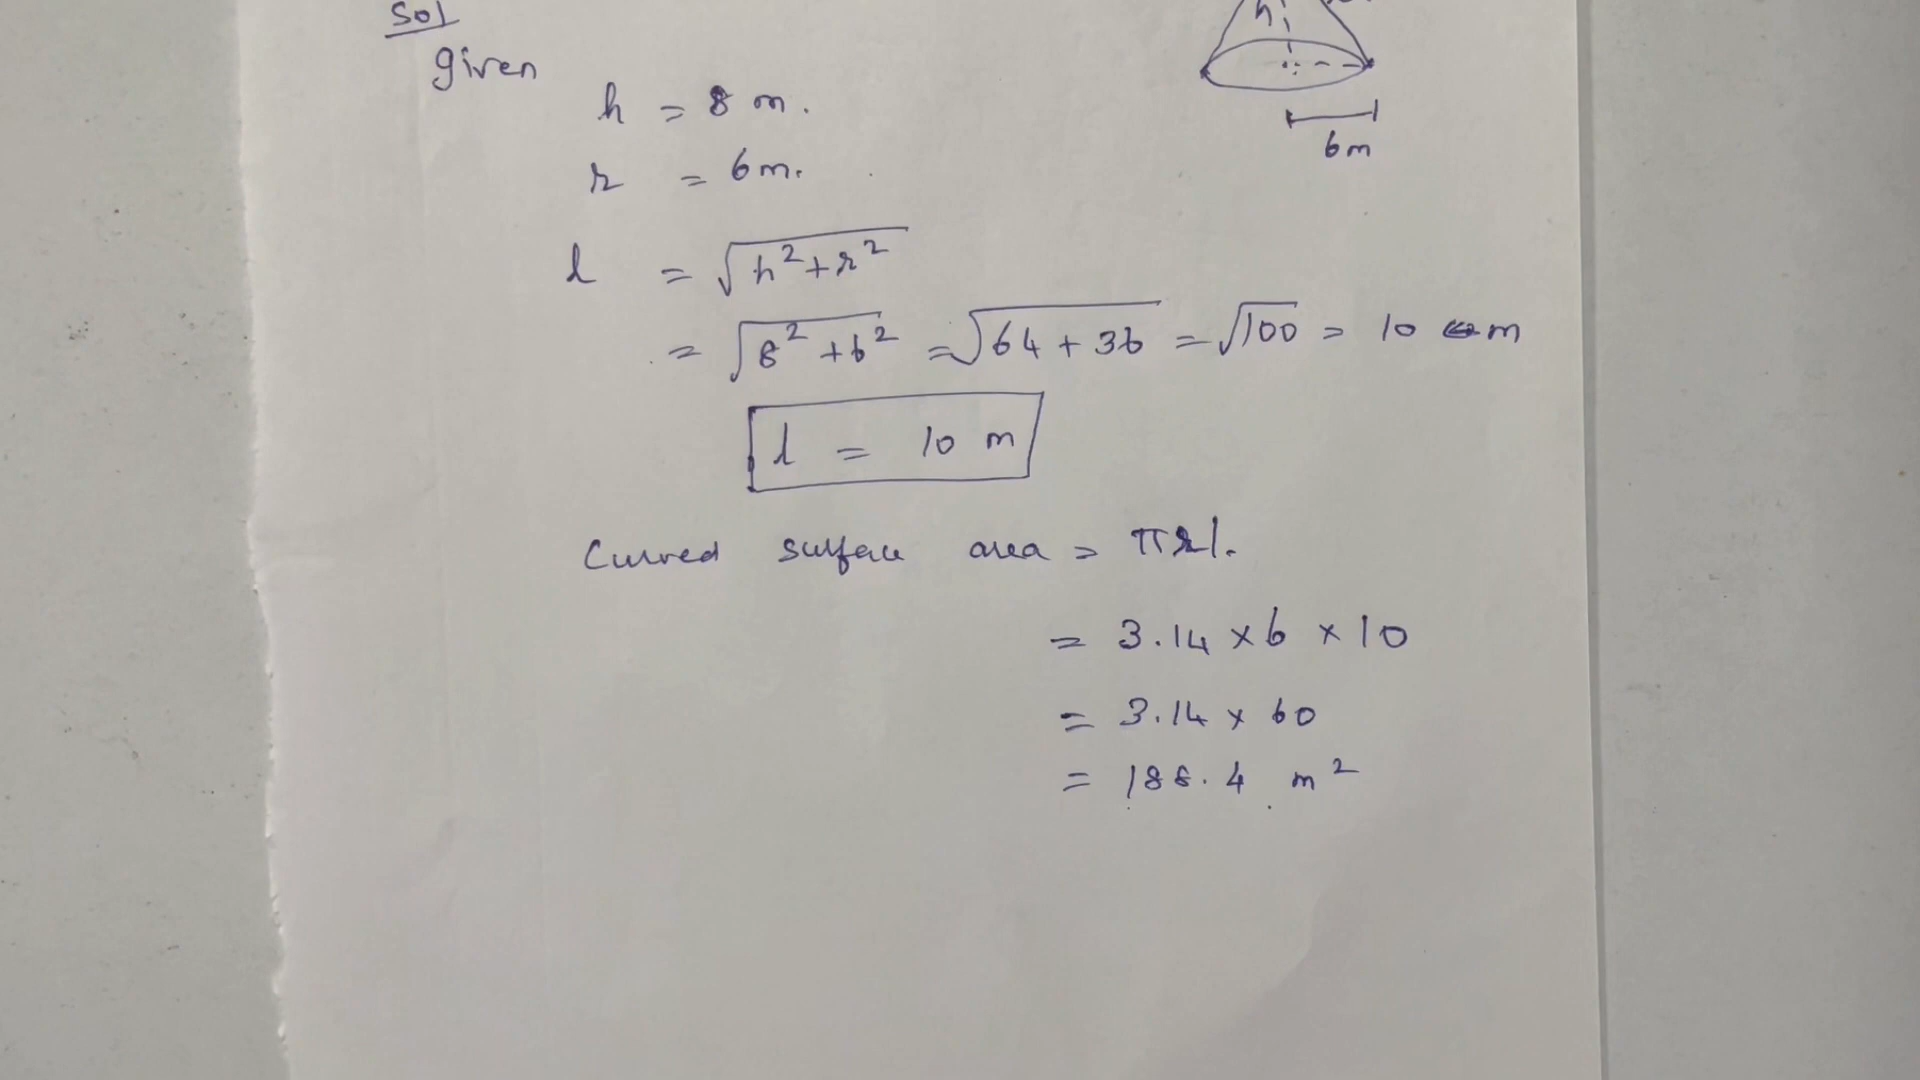 Sol
given
h
h = 8 m.
6m
r = 6m.
l = √h²+r²
= √8²+6² = √64+36 = √100 = 10 m
l = 10 m
Curved surface area = πrl.
= 3.14 × 6 × 10
= 3.14 × 60
= 188.4 m²